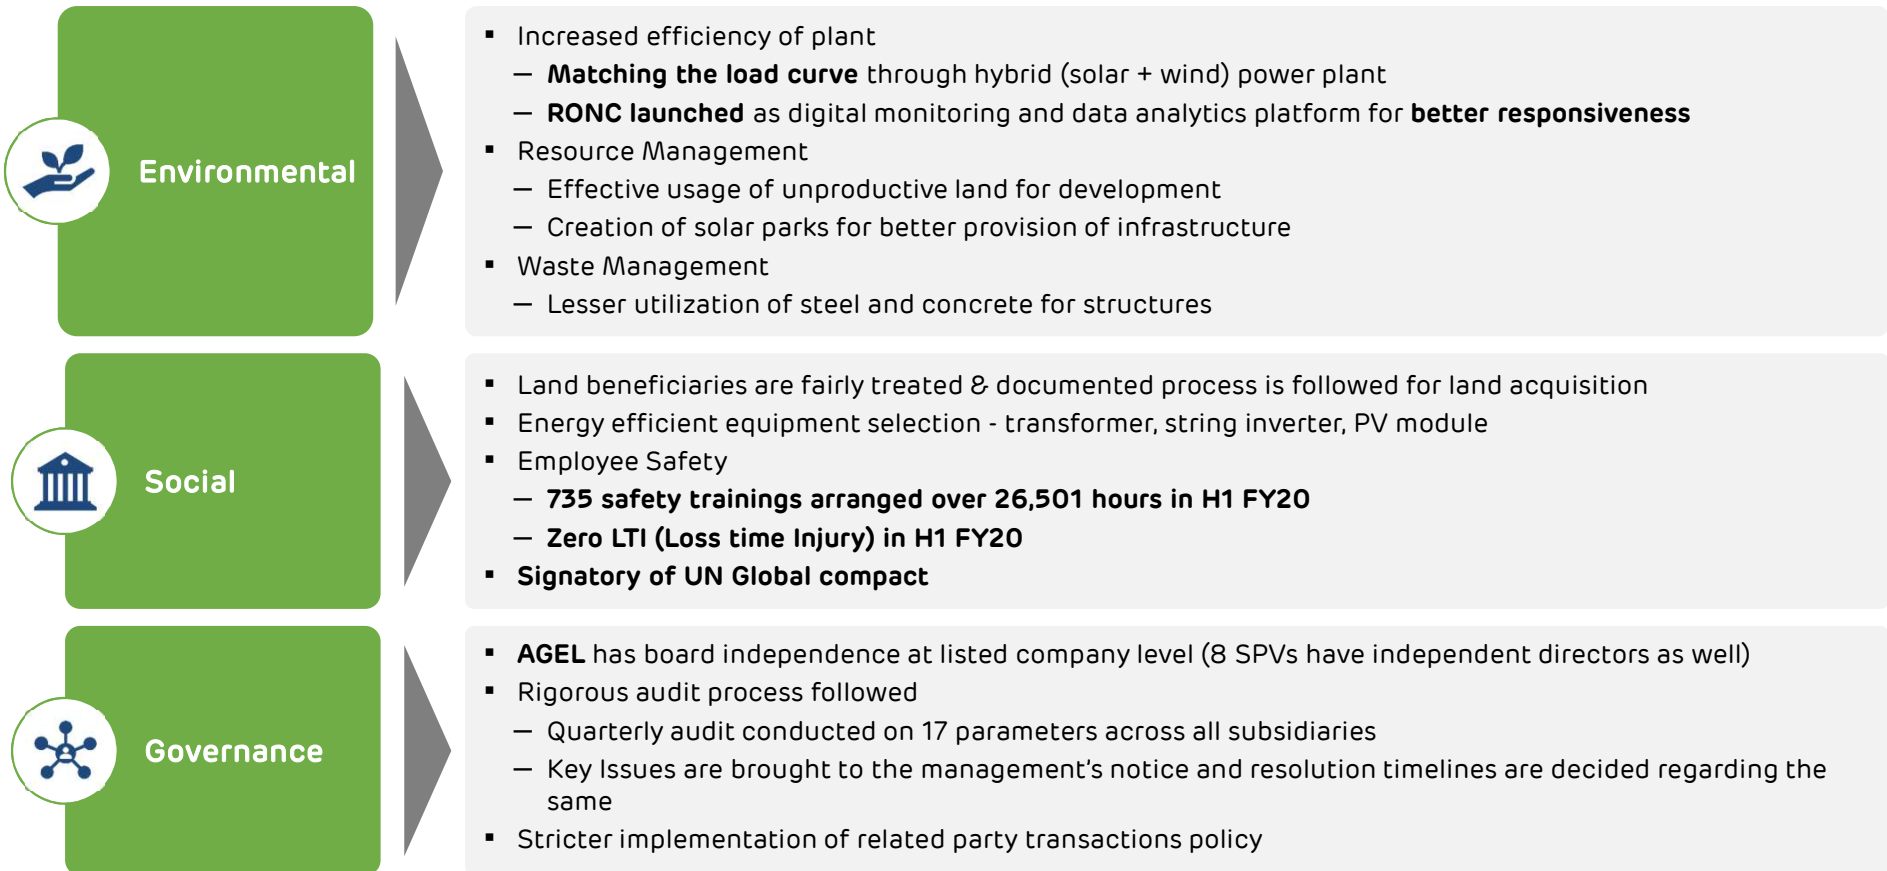 Environmental
▪ Increased efficiency of plant
– Matching the load curve through hybrid (solar + wind) power plant
– RONC launched as digital monitoring and data analytics platform for better responsiveness
▪ Resource Management
– Effective usage of unproductive land for development
– Creation of solar parks for better provision of infrastructure
▪ Waste Management
– Lesser utilization of steel and concrete for structures
Social
▪ Land beneficiaries are fairly treated & documented process is followed for land acquisition
▪ Energy efficient equipment selection - transformer, string inverter, PV module
▪ Employee Safety
– 735 safety trainings arranged over 26,501 hours in H1 FY20
– Zero LTI (Loss time Injury) in H1 FY20
▪ Signatory of UN Global compact
Governance
▪ AGEL has board independence at listed company level (8 SPVs have independent directors as well)
▪ Rigorous audit process followed
– Quarterly audit conducted on 17 parameters across all subsidiaries
– Key Issues are brought to the management's notice and resolution timelines are decided regarding the
same
▪ Stricter implementation of related party transactions policy